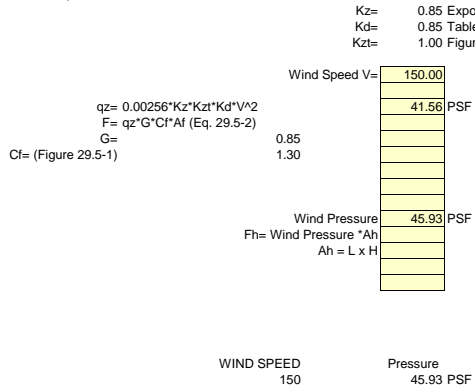 Kz= 0.85 Expo
Kd= 0.85 Table
Kzt= 1.00 Figur
Wind Speed V= 150.00
qz= 0.00256*Kz*Kzt*Kd*V^2 41.56 PSF
F= qz*G*Cf*Af (Eq. 29.5-2)
G= 0.85
Cf= (Figure 29.5-1) 1.30
Wind Pressure 45.93 PSF
Fh= Wind Pressure *Ah
Ah = L x H
WIND SPEED Pressure
150 45.93 PSF